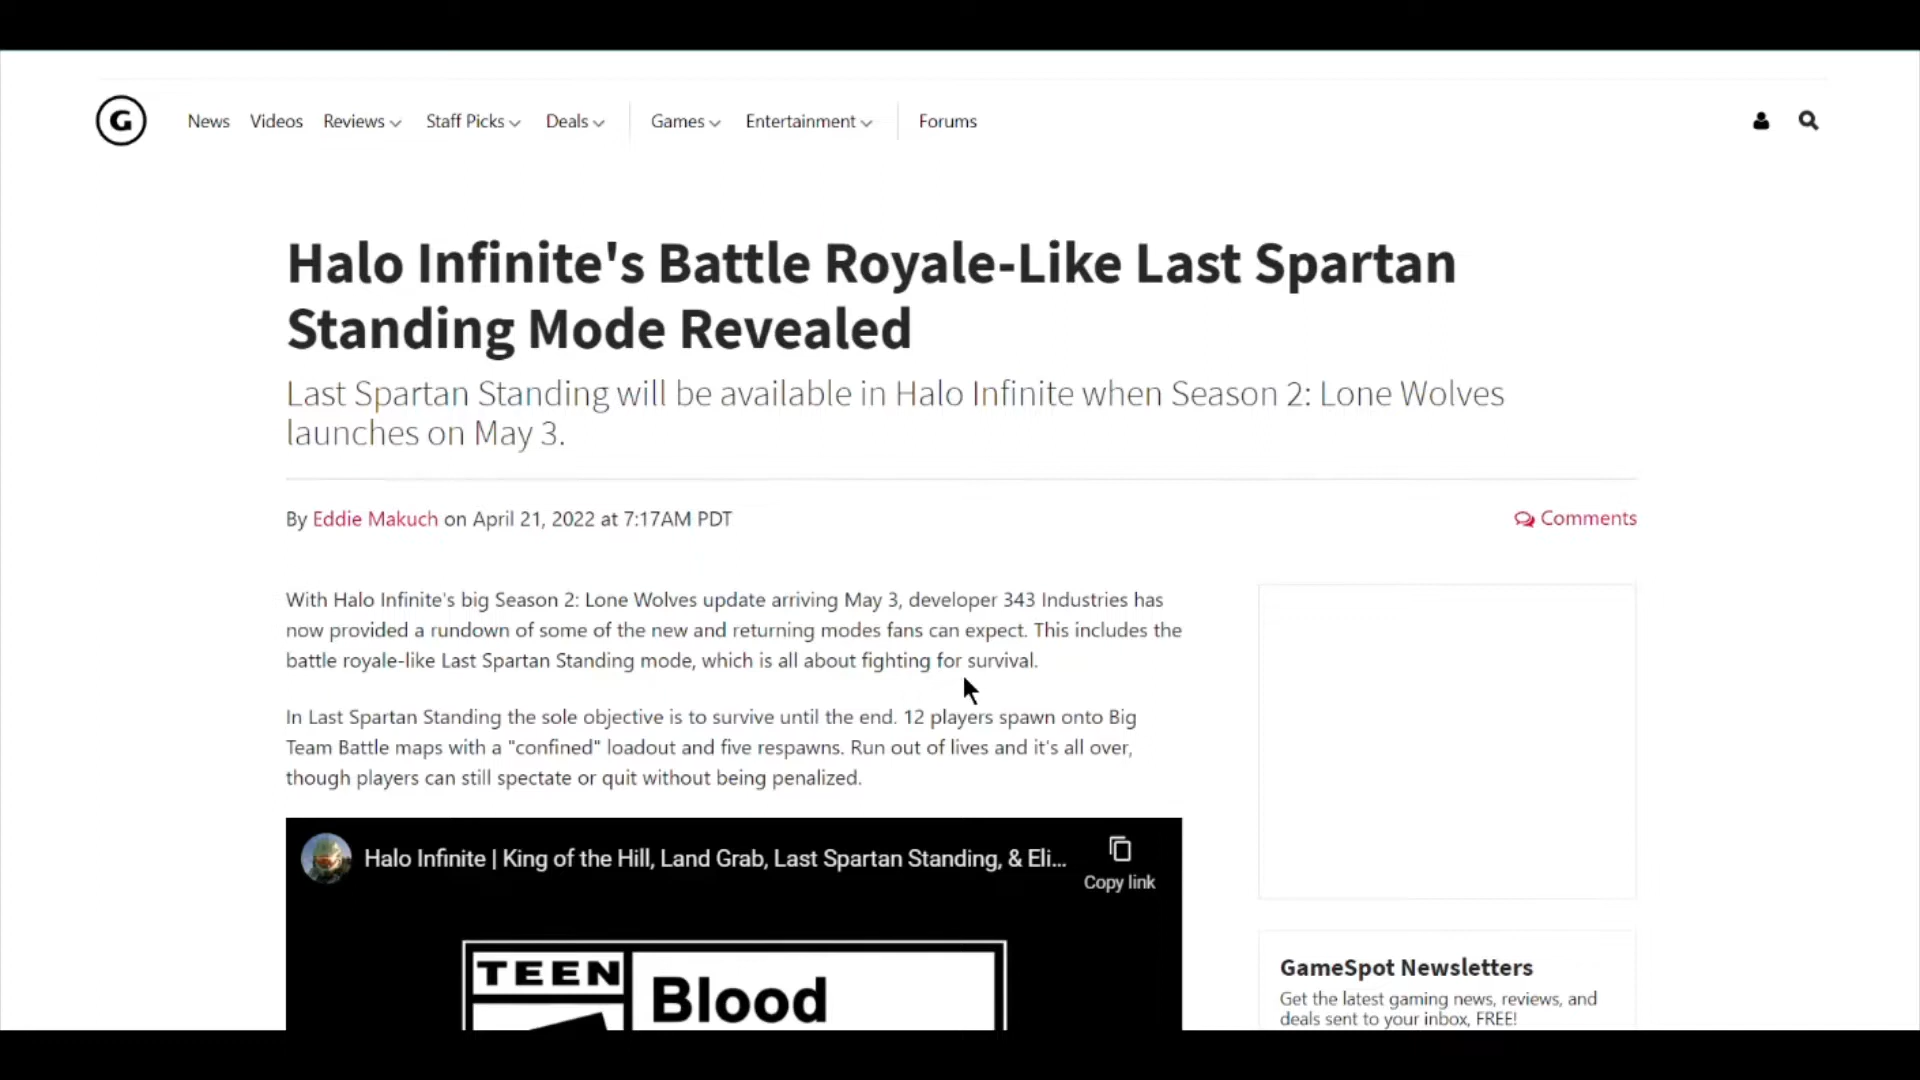 G News Videos Reviews Staff Picks Deals Games Entertainment Forums
Halo Infinite's Battle Royale-Like Last Spartan
Standing Mode Revealed
Last Spartan Standing will be available in Halo Infinite when Season 2: Lone Wolves
launches on May 3.
By Eddie Makuch on April 21, 2022 at 7:17AM PDT
Comments
With Halo Infinite's big Season 2: Lone Wolves update arriving May 3, developer 343 Industries has
now provided a rundown of some of the new and returning modes fans can expect. This includes the
battle royale-like Last Spartan Standing mode, which is all about fighting for survival.
In Last Spartan Standing the sole objective is to survive until the end. 12 players spawn onto Big
Team Battle maps with a "confined" loadout and five respawns. Run out of lives and it's all over,
though players can still spectate or quit without being penalized.
Halo Infinite | King of the Hill, Land Grab, Last Spartan Standing, & Eli...
Copy link
TEEN
Blood
GameSpot Newsletters
Get the latest gaming news, reviews, and
deals sent to your inbox, FREE!